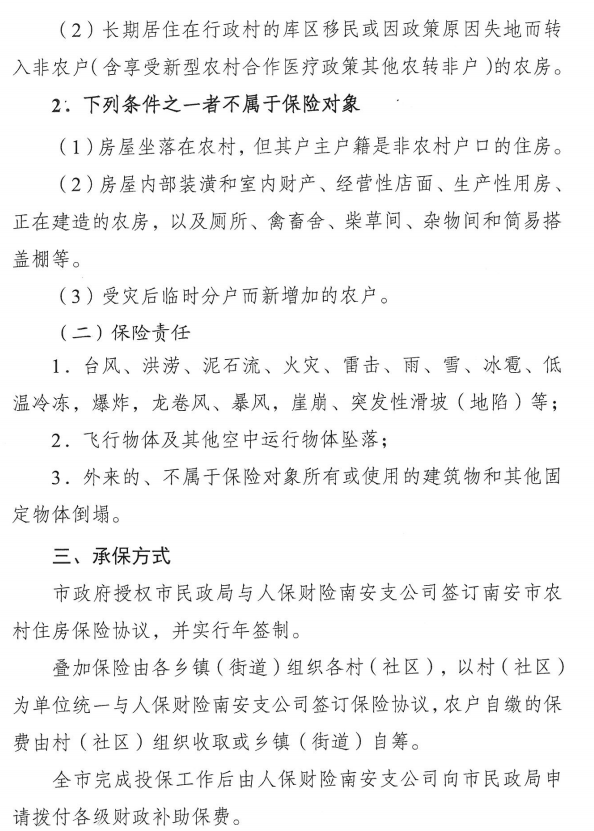 （2）长期居住在行政村的库区移民或因政策原因失地而转
入非农户（含享受新型农村合作医疗政策其他农转非户）的农房。
2．下列条件之一者不属于保险对象
（1）房屋坐落在农村，但其户主户籍是非农村户口的住房。
（2）房屋内部装潢和室内财产、经营性店面、生产性用房、
正在建造的农房，以及厕所、禽畜舍、柴草间、杂物间和简易搭
盖棚等。
（3）受灾后临时分户而新增加的农户。
（二）保险责任
1．台风、洪涝、泥石流、火灾、雷击、雨、雪、冰雹、低
温冷冻，爆炸，龙卷风、暴风，崖崩、突发性滑坡（地陷）等；
2．飞行物体及其他空中运行物体坠落；
3．外来的、不属于保险对象所有或使用的建筑物和其他固
定物体倒塌。
三、承保方式
市政府授权市民政局与人保财险南安支公司签订南安市农
村住房保险协议，并实行年签制。
叠加保险由各乡镇（街道）组织各村（社区），以村（社区）
为单位统一与人保财险南安支公司签订保险协议，农户自缴的保
费由村（社区）组织收取或乡镇（街道）自筹。
全市完成投保工作后由人保财险南安支公司向市民政局申
请拨付各级财政补助保费。